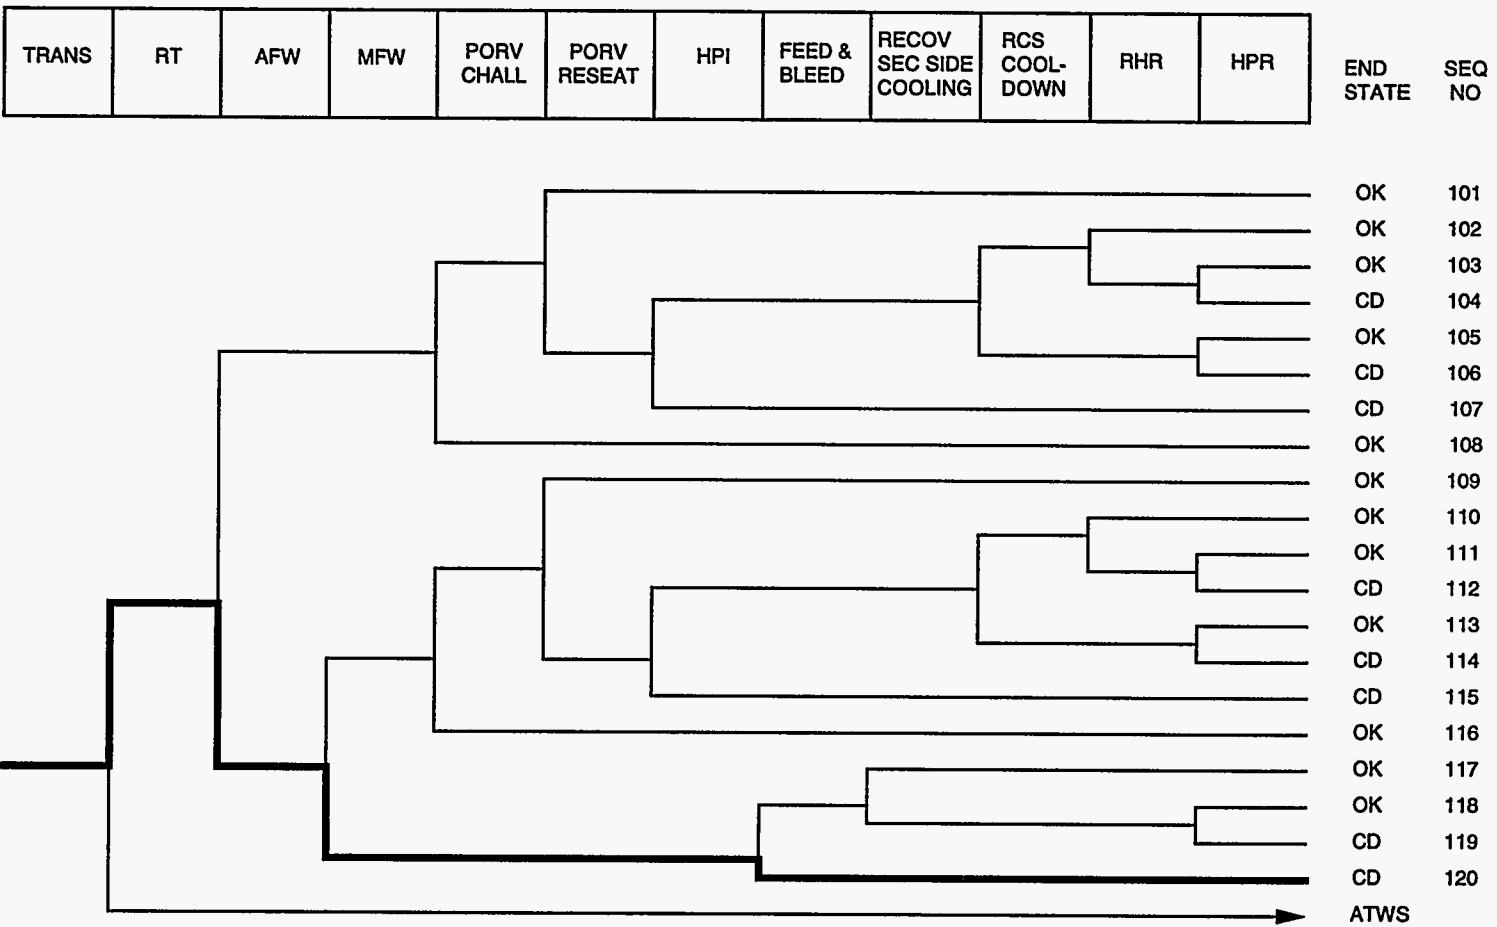 TRANS
RT
AFW
MFW
PORV
CHALL
PORV
RESEAT
HPI
FEED &
BLEED
RECOV
SEC SIDE
COOLING
RCS
COOL-
DOWN
RHR
HPR
END
STATE
SEQ
NO
OK 101
OK 102
OK 103
CD 104
OK 105
CD 106
CD 107
OK 108
OK 109
OK 110
OK 111
CD 112
OK 113
CD 114
CD 115
OK 116
OK 117
OK 118
CD 119
CD 120
ATWS